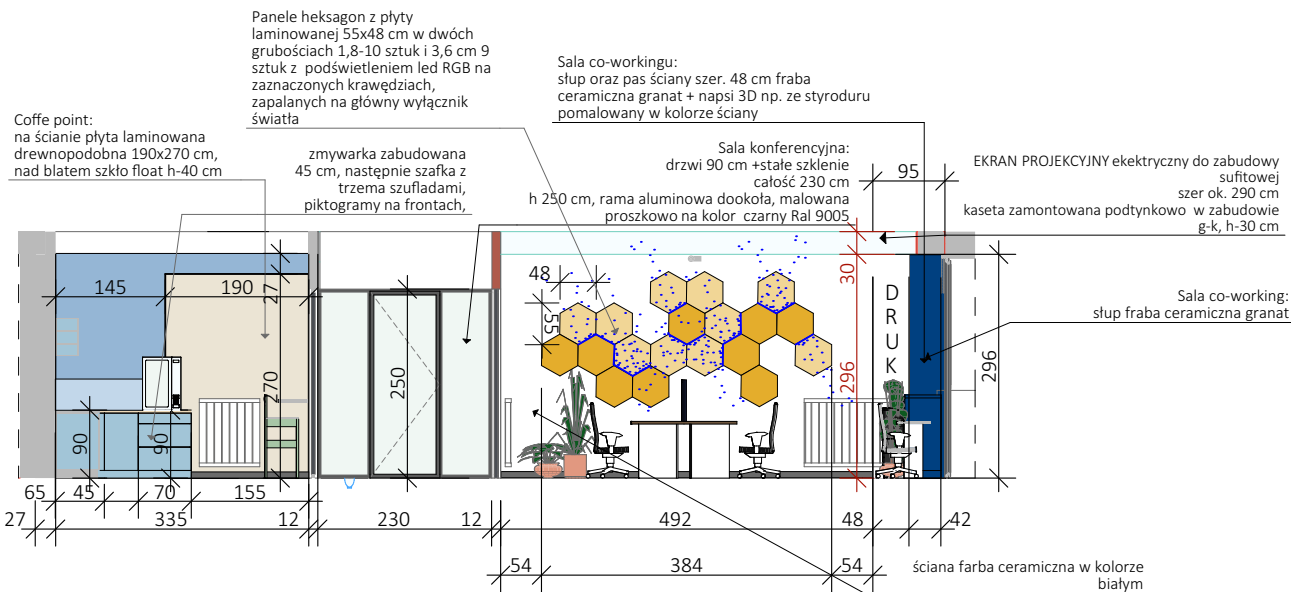 Panele heksagon z płyty
laminowanej 55x48 cm w dwóch
grubościach 1,8-10 sztuk i 3,6 cm 9
sztuk z podświetleniem led RGB na
zaznaczonych krawędziach,
zapalanych na główny wyłącznik
światła
Sala co-workingu:
słup oraz pas ściany szer. 48 cm fraba
ceramiczna granat + napsi 3D np. ze styroduru
pomalowany w kolorze ściany
Coffe point:
na ścianie płyta laminowana
drewnopodobna 190x270 cm,
nad blatem szkło float h-40 cm
zmywarka zabudowana
45 cm, następnie szafka z
trzema szufladami,
piktogramy na frontach,
Sala konferencyjna:
drzwi 90 cm +stałe szklenie
całość 230 cm
h 250 cm, rama aluminowa dookoła, malowana
proszkowo na kolor czarny Ral 9005
95
EKRAN PROJEKCYJNY ekektryczny do zabudowy
sufitowej
szer ok. 290 cm
kaseta zamontowana podtynkowo w zabudowie
g-k, h-30 cm
Sala co-working:
słup fraba ceramiczna granat
145
190
27
270
90
90
250
48
55
30
296
D
R
U
K
296
65
45
70
155
27
335
12
230
12
492
48
42
54
384
54
ściana farba ceramiczna w kolorze
białym